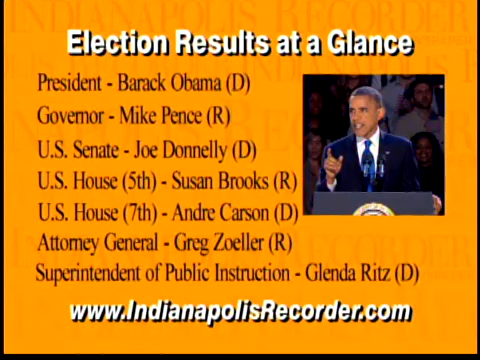 Election Results at a Glance
President - Barack Obama (D)
Governor - Mike Pence (R)
U.S. Senate - Joe Donnelly (D)
U.S. House (5th) - Susan Brooks (R)
U.S. House (7th) - Andre Carson (D)
Attorney General - Greg Zoeller (R)
Superintendent of Public Instruction - Glenda Ritz (D)
www.IndianapolisRecorder.com